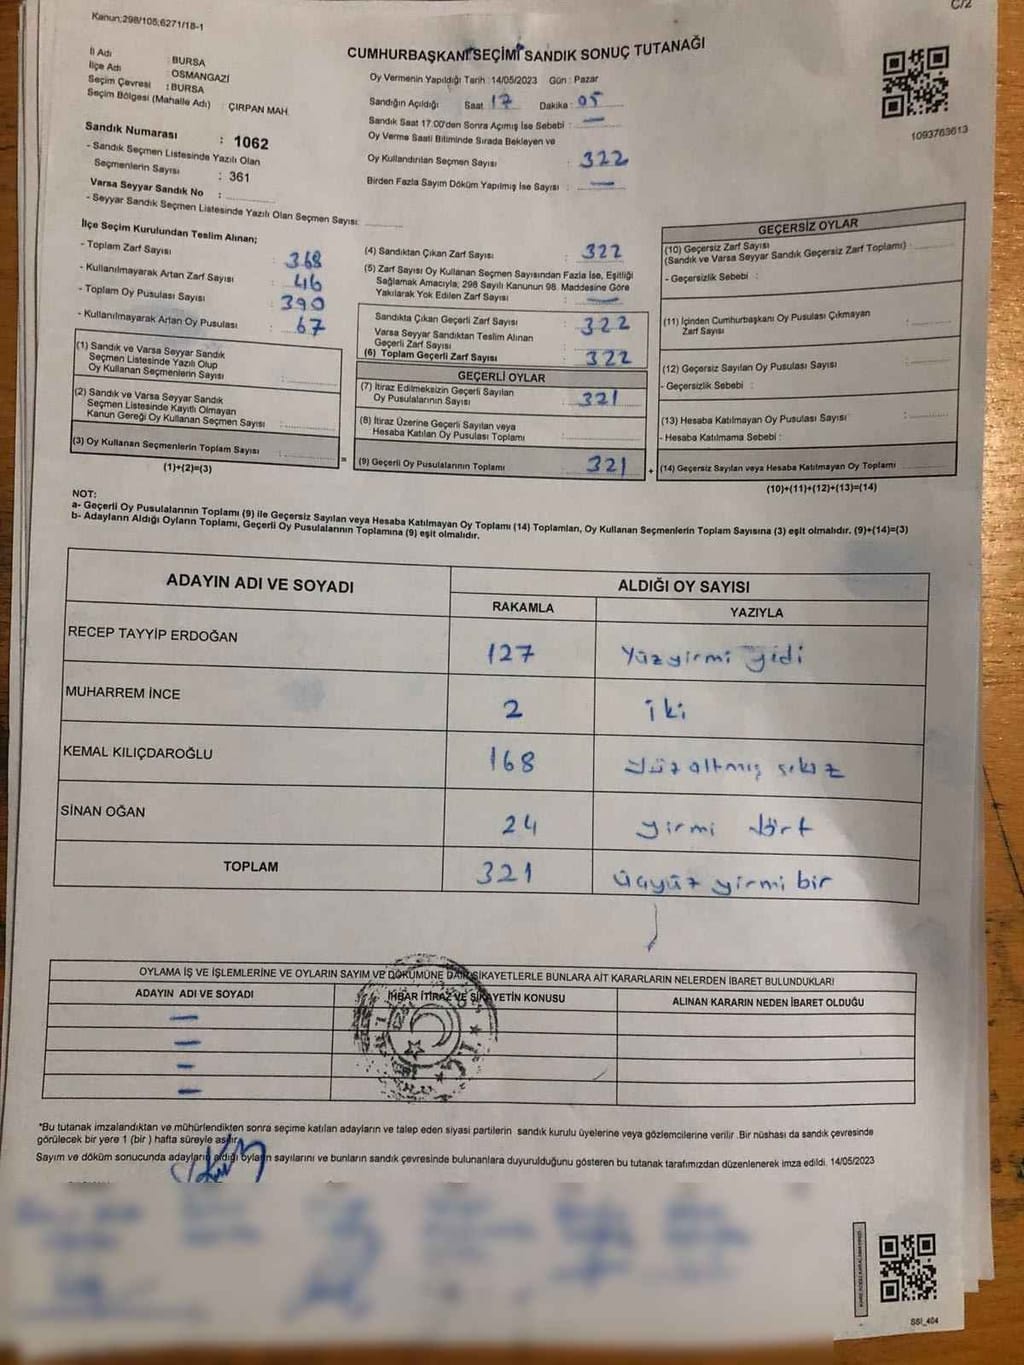 C/2
Kanun;298/105;6271/18-1
CUMHURBAŞKANI SEÇİMİ SANDIK SONUÇ TUTANAĞI
İl Adı : BURSA
İlçe Adı : OSMANGAZİ
Seçim Çevresi : BURSA
Seçim Bölgesi (Mahalle Adı) ÇIRPAN MAH.
Oy Vermenin Yapıldığı Tarih : 14/05/2023 Gün : Pazar
Sandığın Açıldığı Saat 17 Dakika : 05
Sandık Saat 17:00'den Sonra Açımış İse Sebebi : —
Oy Verme Saati Bitiminde Sırada Bekleyen ve
Oy Kullandırılan Seçmen Sayısı : 322
Birden Fazla Sayım Döküm Yapılmış İse Sayısı : —
1093763613
Sandık Numarası : 1062
- Sandık Seçmen Listesinde Yazılı Olan
Seçmenlerin Sayısı : 361
Varsa Seyyar Sandık No :
- Seyyar Sandık Seçmen Listesinde Yazılı Olan Seçmen Sayısı:
İlçe Seçim Kurulundan Teslim Alınan;
- Toplam Zarf Sayısı : 368
- Kullanılmayarak Artan Zarf Sayısı : 46
- Toplam Oy Pusulası Sayısı : 390
- Kullanılmayarak Artan Oy Pusulası : 67
(1) Sandık ve Varsa Seyyar Sandık
Seçmen Listesinde Yazılı Olup
Oy Kullanan Seçmenlerin Sayısı :
(2) Sandık ve Varsa Seyyar Sandık
Seçmen Listesinde Kayıtlı Olmayan
Kanun Gereği Oy Kullanan Seçmen Sayısı :
(3) Oy Kullanan Seçmenlerin Toplam Sayısı :
(1)+(2)=(3)
(4) Sandıktan Çıkan Zarf Sayısı : 322
(5) Zarf Sayısı Oy Kullanan Seçmen Sayısından Fazla İse, Eşitliği
Sağlamak Amacıyla; 298 Sayılı Kanunun 98. Maddesine Göre
Yakılarak Yok Edilen Zarf Sayısı : —
Sandıkta Çıkan Geçerli Zarf Sayısı : 322
Varsa Seyyar Sandıktan Teslim Alınan
Geçerli Zarf Sayısı :
(6) Toplam Geçerli Zarf Sayısı : 322
GEÇERLİ OYLAR
(7) İtiraz Edilmeksizin Geçerli Sayılan
Oy Pusulalarının Sayısı : 321
(8) İtiraz Üzerine Geçerli Sayılan veya
Hesaba Katılan Oy Pusulası Toplamı :
= (9) Geçerli Oy Pusulalarının Toplamı : 321
GEÇERSİZ OYLAR
(10) Geçersiz Zarf Sayısı
(Sandık ve Varsa Seyyar Sandık Geçersiz Zarf Toplamı) :
- Geçersizlik Sebebi :
(11) İçinden Cumhurbaşkanı Oy Pusulası Çıkmayan
Zarf Sayısı :
(12) Geçersiz Sayılan Oy Pusulası Sayısı :
- Geçersizlik Sebebi :
(13) Hesaba Katılmayan Oy Pusulası Sayısı :
- Hesaba Katılmama Sebebi :
+ (14) Geçersiz Sayılan veya Hesaba Katılmayan Oy Toplamı
(10)+(11)+(12)+(13)=(14)
NOT:
a- Geçerli Oy Pusulalarının Toplamı (9) ile Geçersiz Sayılan veya Hesaba Katılmayan Oy Toplamı (14) Toplamları, Oy Kullanan Seçmenlerin Toplam Sayısına (3) eşit olmalıdır. (9)+(14)=(3)
b- Adayların Aldığı Oyların Toplamı, Geçerli Oy Pusulalarının Toplamına (9) eşit olmalıdır.
ADAYIN ADI VE SOYADI ALDIĞI OY SAYISI
RAKAMLA YAZIYLA
RECEP TAYYİP ERDOĞAN 127 Yüzyirmi yidi
MUHARREM İNCE 2 iki
KEMAL KILIÇDAROĞLU 168 yüzaltmış sekiz
SİNAN OĞAN 24 yirmi dört
TOPLAM 321 üçyüz yirmi bir
OYLAMA İŞ VE İŞLEMLERİNE VE OYLARIN SAYIM VE DÖKÜMÜNE DAİR ŞİKAYETLERLE BUNLARA AİT KARARLARIN NELERDEN İBARET BULUNDUKLARI
ADAYIN ADI VE SOYADI İHBAR İTİRAZ VE ŞİKAYETİN KONUSU ALINAN KARARIN NEDEN İBARET OLDUĞU
—
—
—
—
*Bu tutanak imzalandıktan ve mühürlendikten sonra seçime katılan adayların ve talep eden siyasi partilerin sandık kurulu üyelerine veya gözlemcilerine verilir .Bir nüshası da sandık çevresinde
görülecek bir yere 1 (bir ) hafta süreyle asılır.
Sayım ve döküm sonucunda adayların aldığı oyların sayılarını ve bunların sandık çevresinde bulunanlara duyurulduğunu gösteren bu tutanak tarafımızdan düzenlenerek imza edildi. 14/05/2023
SSI_404